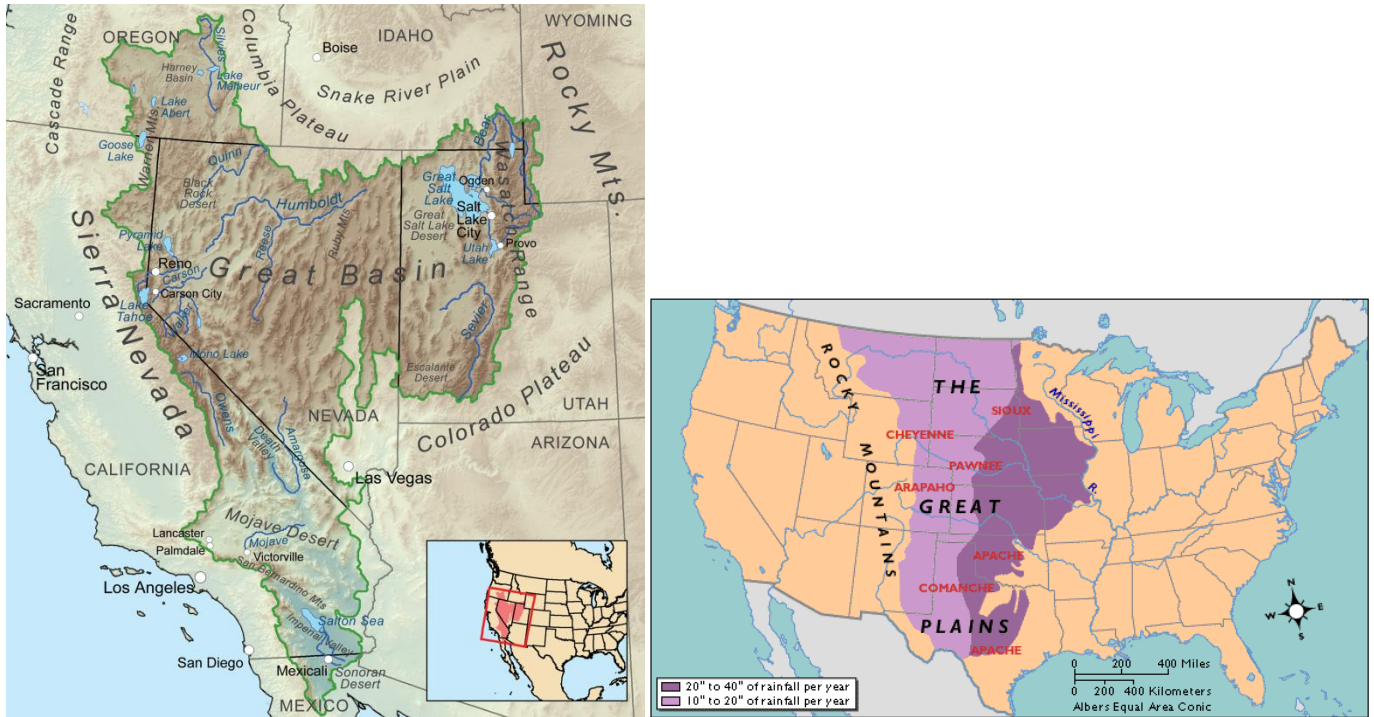 OREGON
IDAHO
WYOMING
Cascade Range
Columbia Plateau
Boise
Snake River Plain
Rocky Mts.
Silvies
Harney
Basin
Lake
Malheur
Lake
Abert
Goose
Lake
Warner Mts
Quinn
Black
Rock
Desert
Bear
Wasatch Range
Great
Salt
Lake
Ogden
Salt
Lake
City
Great
Salt Lake
Desert
Utah
Lake
Provo
Humboldt
Ruby Mts
Reese
Pyramid
Lake
Reno
Carson
Carson City
Great Basin
Sierra Nevada
Sacramento
Lake
Tahoe
Walker
Mono Lake
Sevier
San
Francisco
Escalante
Desert
Colorado Plateau
UTAH
ARIZONA
NEVADA
Owens
Death
Valley
Amargosa
CALIFORNIA
Las Vegas
Mojave Desert
Lancaster
Palmdale
Mojave
Victorville
San Bernardino Mts
Los Angeles
Salton Sea
Imperial Valley
San Diego
Mexicali
Sonoran
Desert
MEXICO
ROCKY
MOUNTAINS
THE
GREAT
PLAINS
SIOUX
CHEYENNE
PAWNEE
ARAPAHO
APACHE
COMANCHE
APACHE
Mississippi
R.
N
W
E
S
0 200 400 Miles
0 200 400 Kilometers
Albers Equal Area Conic
20" to 40" of rainfall per year
10" to 20" of rainfall per year